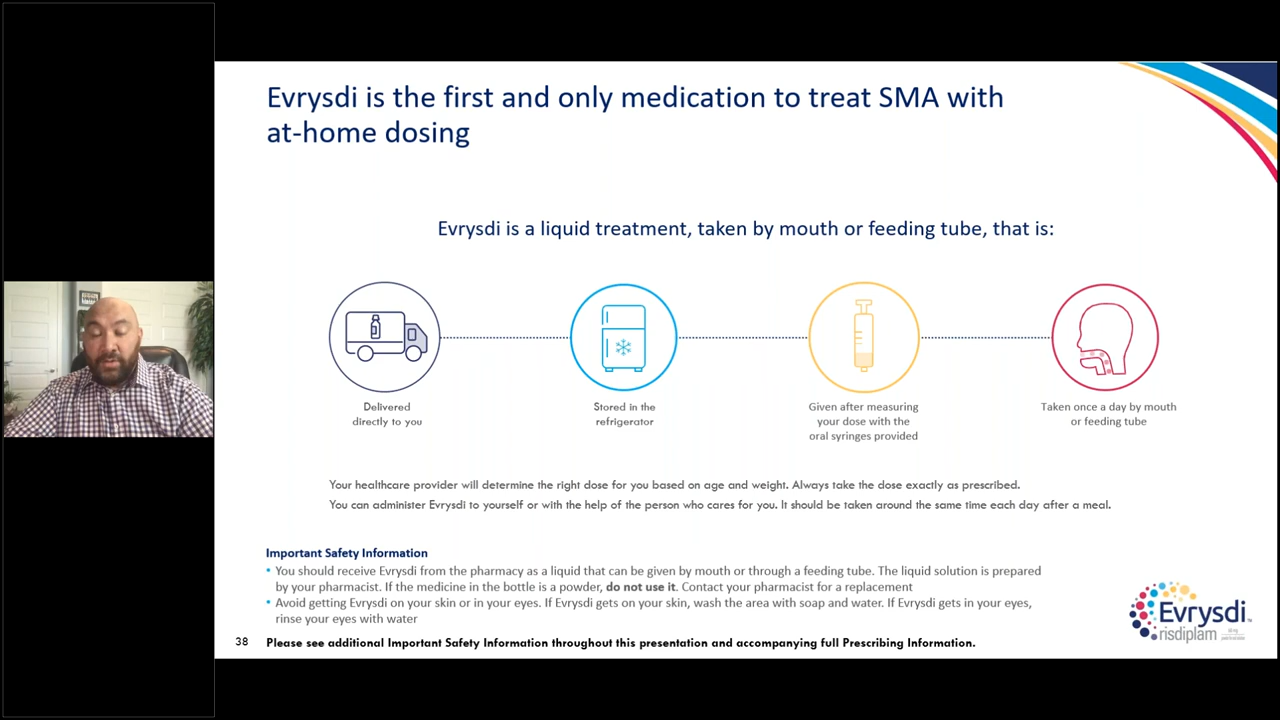 Evrysdi is the first and only medication to treat SMA with
at-home dosing
Evrysdi is a liquid treatment, taken by mouth or feeding tube, that is:
Delivered
directly to you
Stored in the
refrigerator
Given after measuring
your dose with the
oral syringes provided
Taken once a day by mouth
or feeding tube
Your healthcare provider will determine the right dose for you based on age and weight. Always take the dose exactly as prescribed.
You can administer Evrysdi to yourself or with the help of the person who cares for you. It should be taken around the same time each day after a meal.
Important Safety Information
• You should receive Evrysdi from the pharmacy as a liquid that can be given by mouth or through a feeding tube. The liquid solution is prepared
by your pharmacist. If the medicine in the bottle is a powder, do not use it. Contact your pharmacist for a replacement
• Avoid getting Evrysdi on your skin or in your eyes. If Evrysdi gets on your skin, wash the area with soap and water. If Evrysdi gets in your eyes,
rinse your eyes with water
38 Please see additional Important Safety Information throughout this presentation and accompanying full Prescribing Information.
Evrysdi
risdiplam